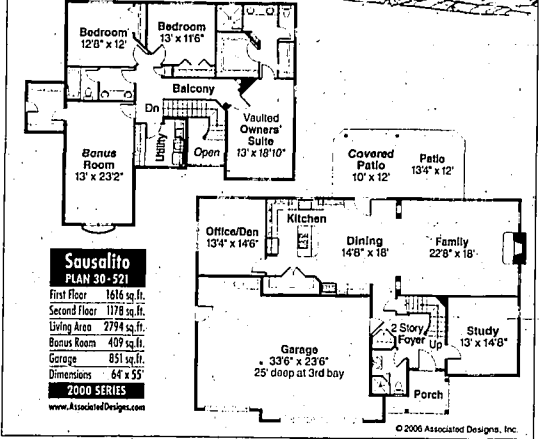 Bedroom
12'8" x 12'
Bedroom
13' x 11'6"
Balcony
Dn
Vaulted
Owners'
Suite
13' x 18'10"
Utility
Open
Bonus
Room
13' x 23'2"
Covered
Patio
10' x 12'
Patio
13'4" x 12'
Kitchen
Office/Den
13'4" x 14'6"
Dining
14'8" x 18'
Family
22'8" x 18'
Sausalito
PLAN 30-521
First Floor 1616 sq.ft.
Second Floor 1178 sq.ft.
Living Area 2794 sq.ft.
Bonus Room 409 sq.ft.
Garage 851 sq.ft.
Dimensions 64' x 55'
2000 SERIES
www.AssociatedDesigns.com
2 Story
Foyer
Up
Study
13' x 14'8"
Garage
33'6" x 23'6"
25' deep at 3rd bay
Porch
© 2006 Associated Designs, Inc.